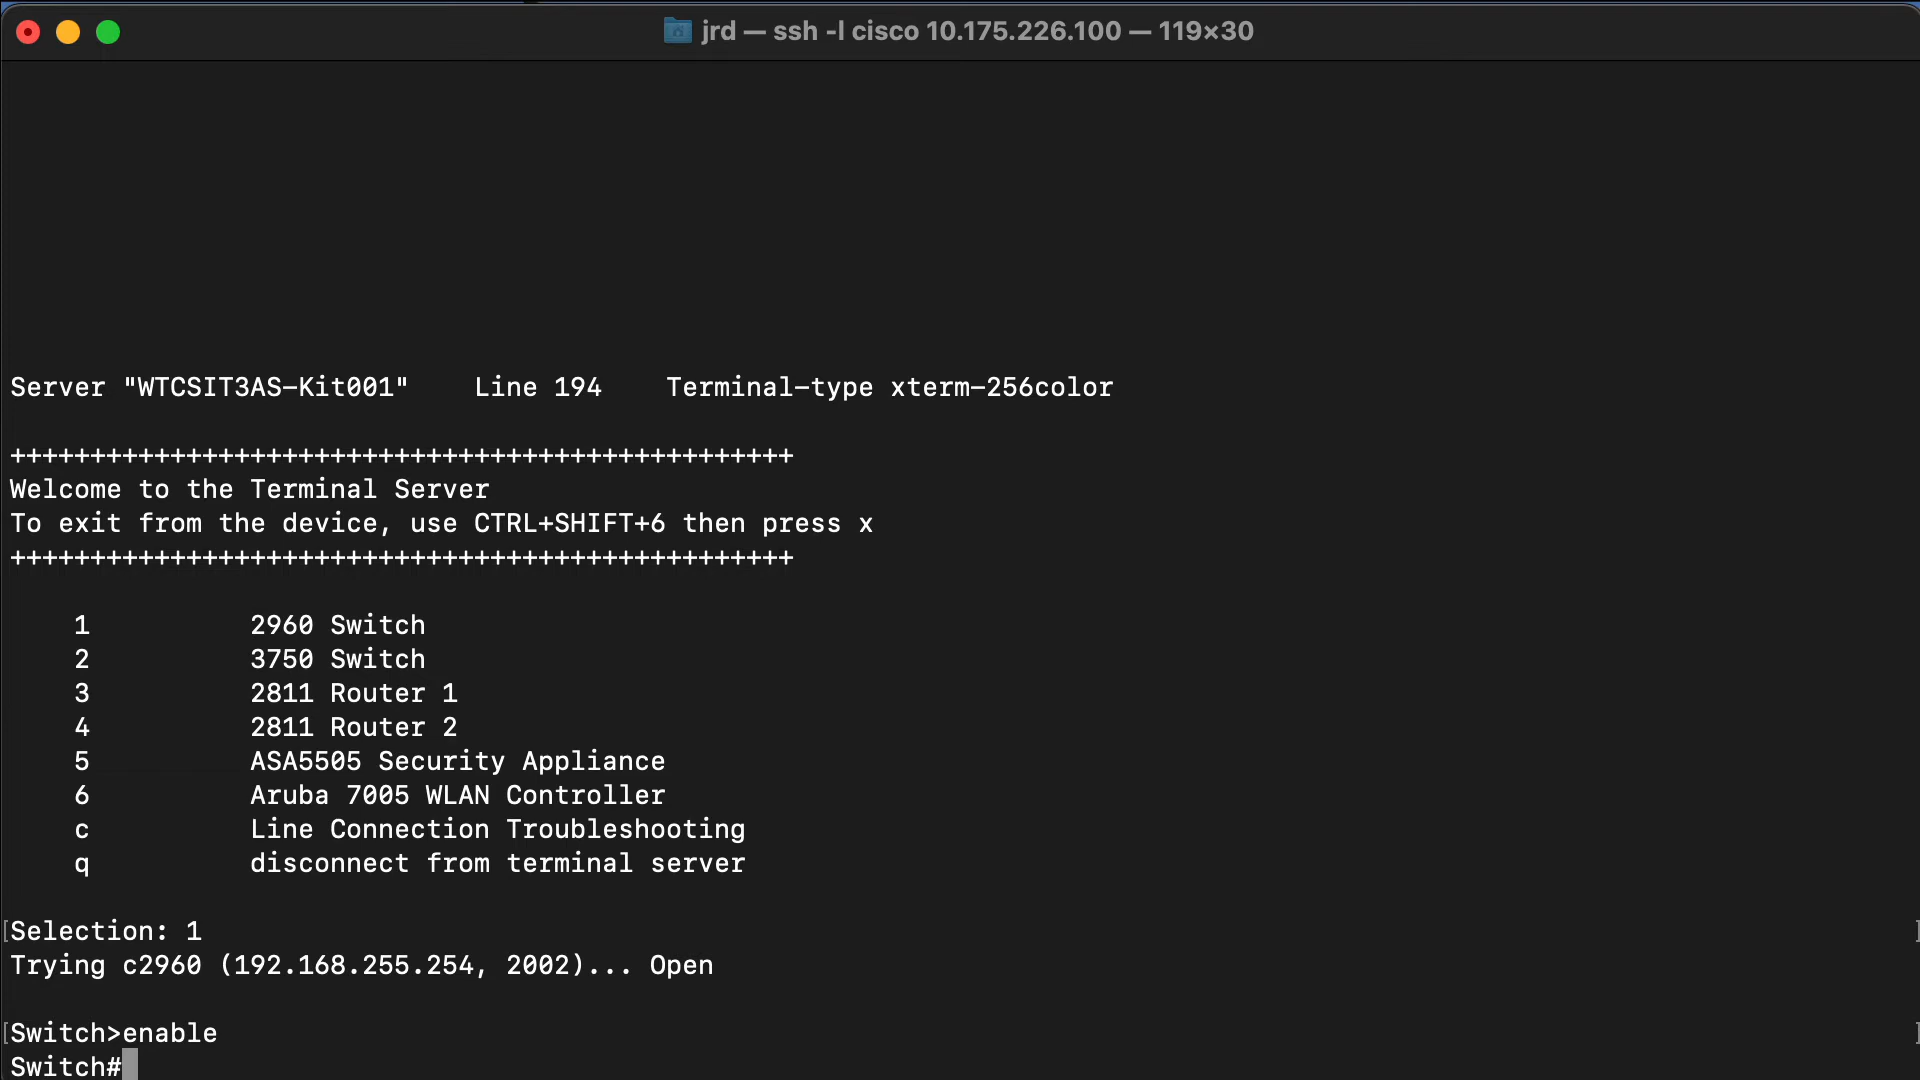 jrd — ssh -l cisco 10.175.226.100 — 119×30
Server "WTCSIT3AS-Kit001"    Line 194    Terminal-type xterm-256color
+++++++++++++++++++++++++++++++++++++++++++++++++
Welcome to the Terminal Server
To exit from the device, use CTRL+SHIFT+6 then press x
+++++++++++++++++++++++++++++++++++++++++++++++++
1          2960 Switch
2          3750 Switch
3          2811 Router 1
4          2811 Router 2
5          ASA5505 Security Appliance
6          Aruba 7005 WLAN Controller
c          Line Connection Troubleshooting
q          disconnect from terminal server
[Selection: 1 ]
Trying c2960 (192.168.255.254, 2002)... Open
[Switch>enable ]
Switch#